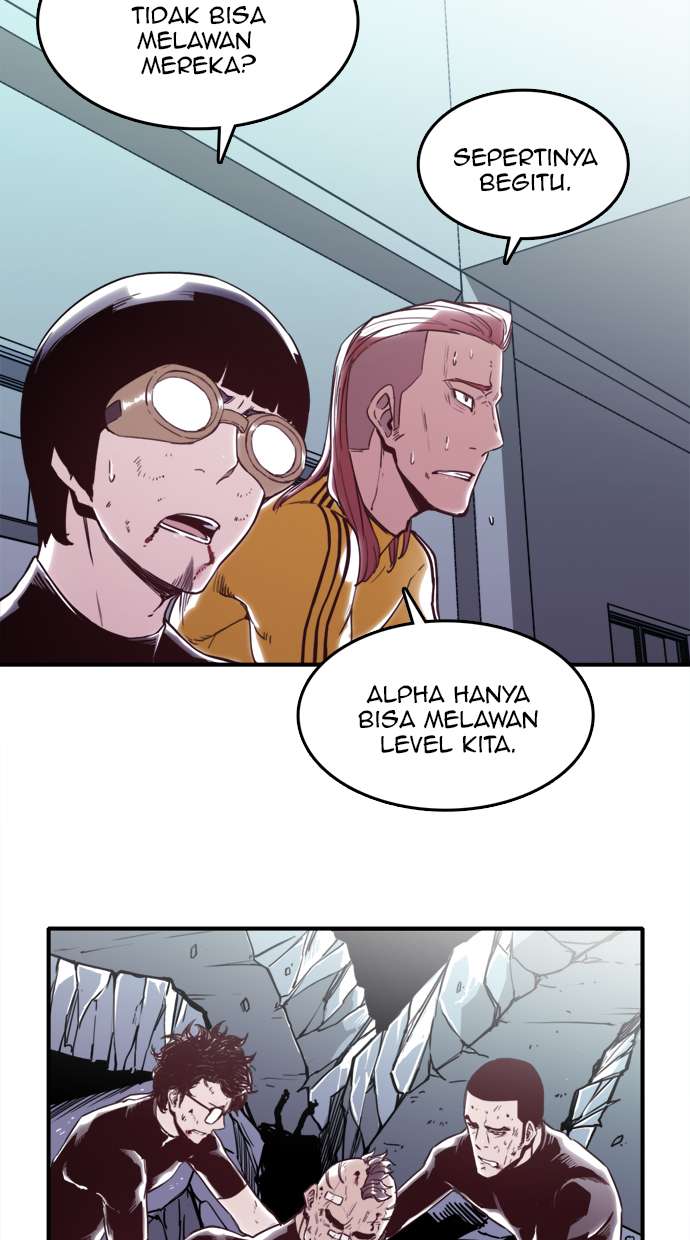 TIDAK BISA
MELAWAN
MEREKA?
SEPERTINYA
BEGITU.
ALPHA HANYA
BISA MELAWAN
LEVEL KITA.